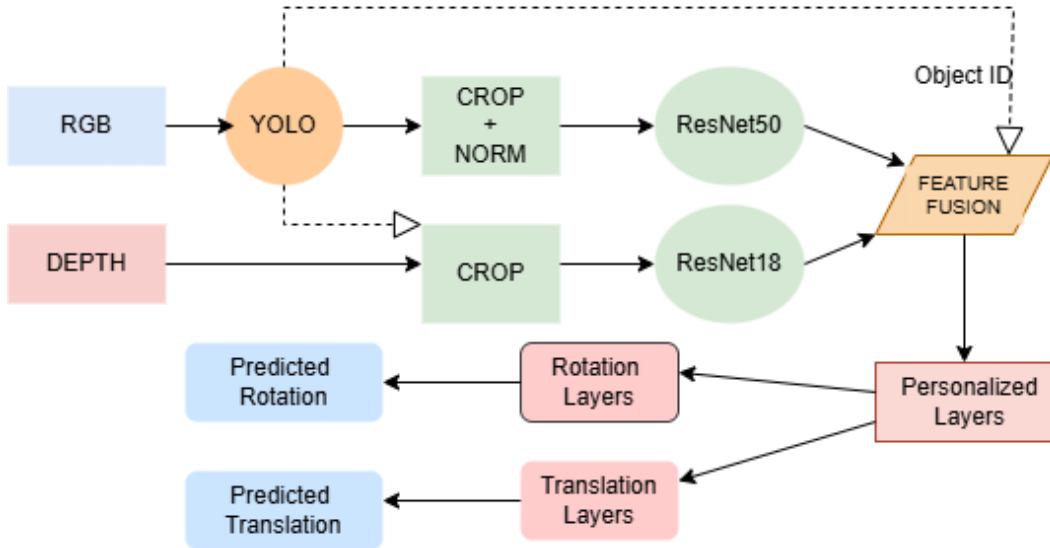 Object ID
RGB
YOLO
CROP
+
NORM
ResNet50
FEATURE
FUSION
DEPTH
CROP
ResNet18
Predicted
Rotation
Rotation
Layers
Personalized
Layers
Predicted
Translation
Translation
Layers